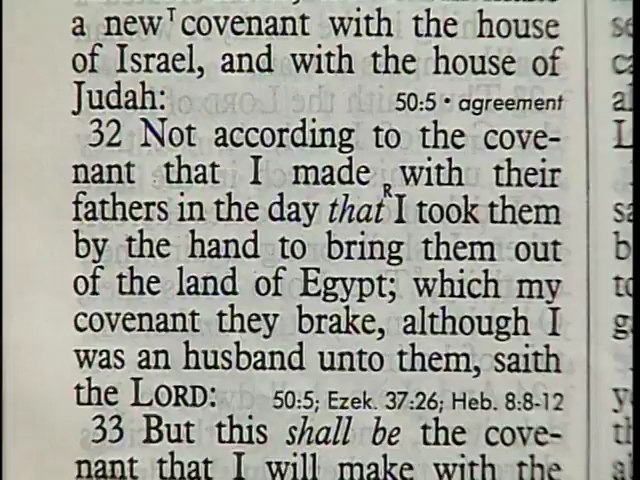 a new ᵀcovenant with the house
of Israel, and with the house of
Judah: 50:5 • agreement
32 Not according to the cove-
nant that I made with their
fathers in the day that ᴿI took them
by the hand to bring them out
of the land of Egypt; which my
covenant they brake, although I
was an husband unto them, saith
the LORD: 50:5; Ezek. 37:26; Heb. 8:8-12
33 But this shall be the cove-
nant that I will make with the